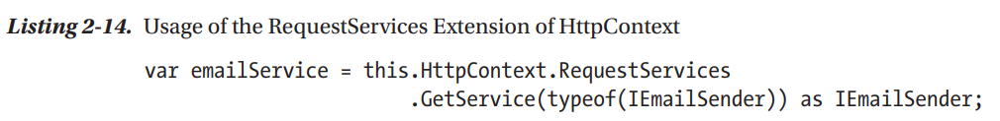 Listing 2-14. Usage of the RequestServices Extension of HttpContext
var emailService = this.HttpContext.RequestServices
.GetService(typeof(IEmailSender)) as IEmailSender;